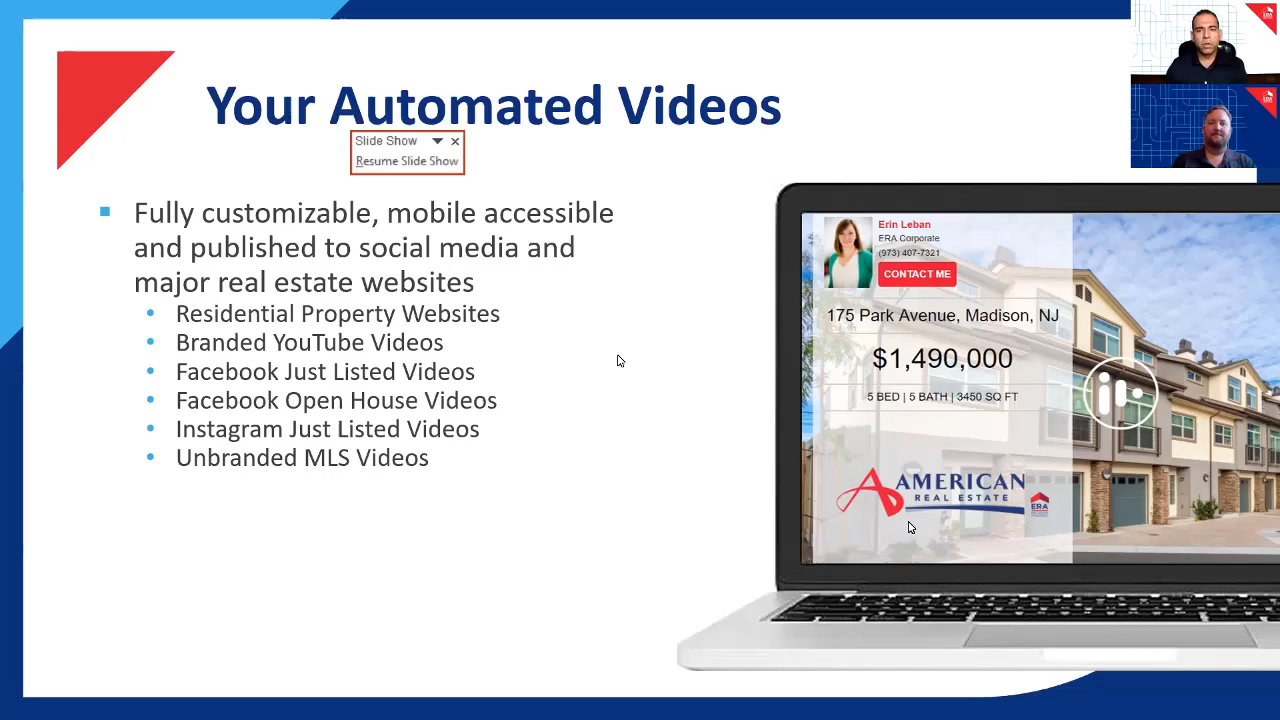 Your Automated Videos
Slide Show
Resume Slide Show
Fully customizable, mobile accessible
and published to social media and
major real estate websites
Residential Property Websites
Branded YouTube Videos
Facebook Just Listed Videos
Facebook Open House Videos
Instagram Just Listed Videos
Unbranded MLS Videos
Erin Leban
ERA Corporate
(973) 407-7321
CONTACT ME
175 Park Avenue, Madison, NJ
$1,490,000
5 BED | 5 BATH | 3450 SQ FT
AMERICAN
REAL ESTATE
ERA